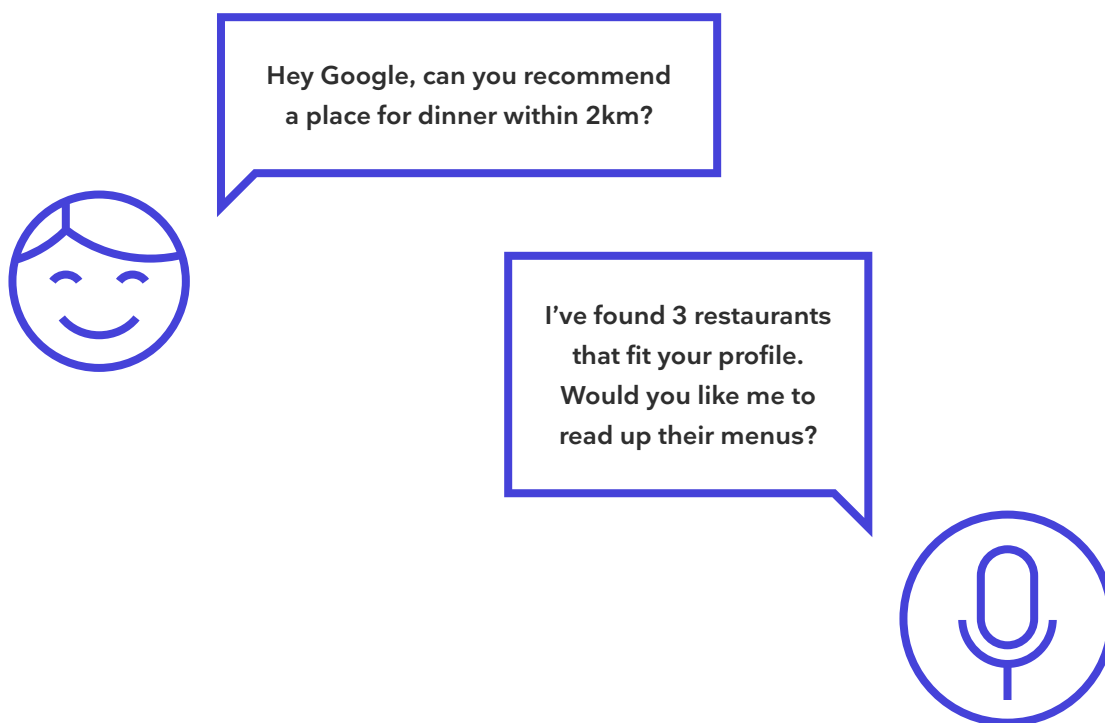 Hey Google, can you recommend
a place for dinner within 2km?
I’ve found 3 restaurants
that fit your profile.
Would you like me to
read up their menus?